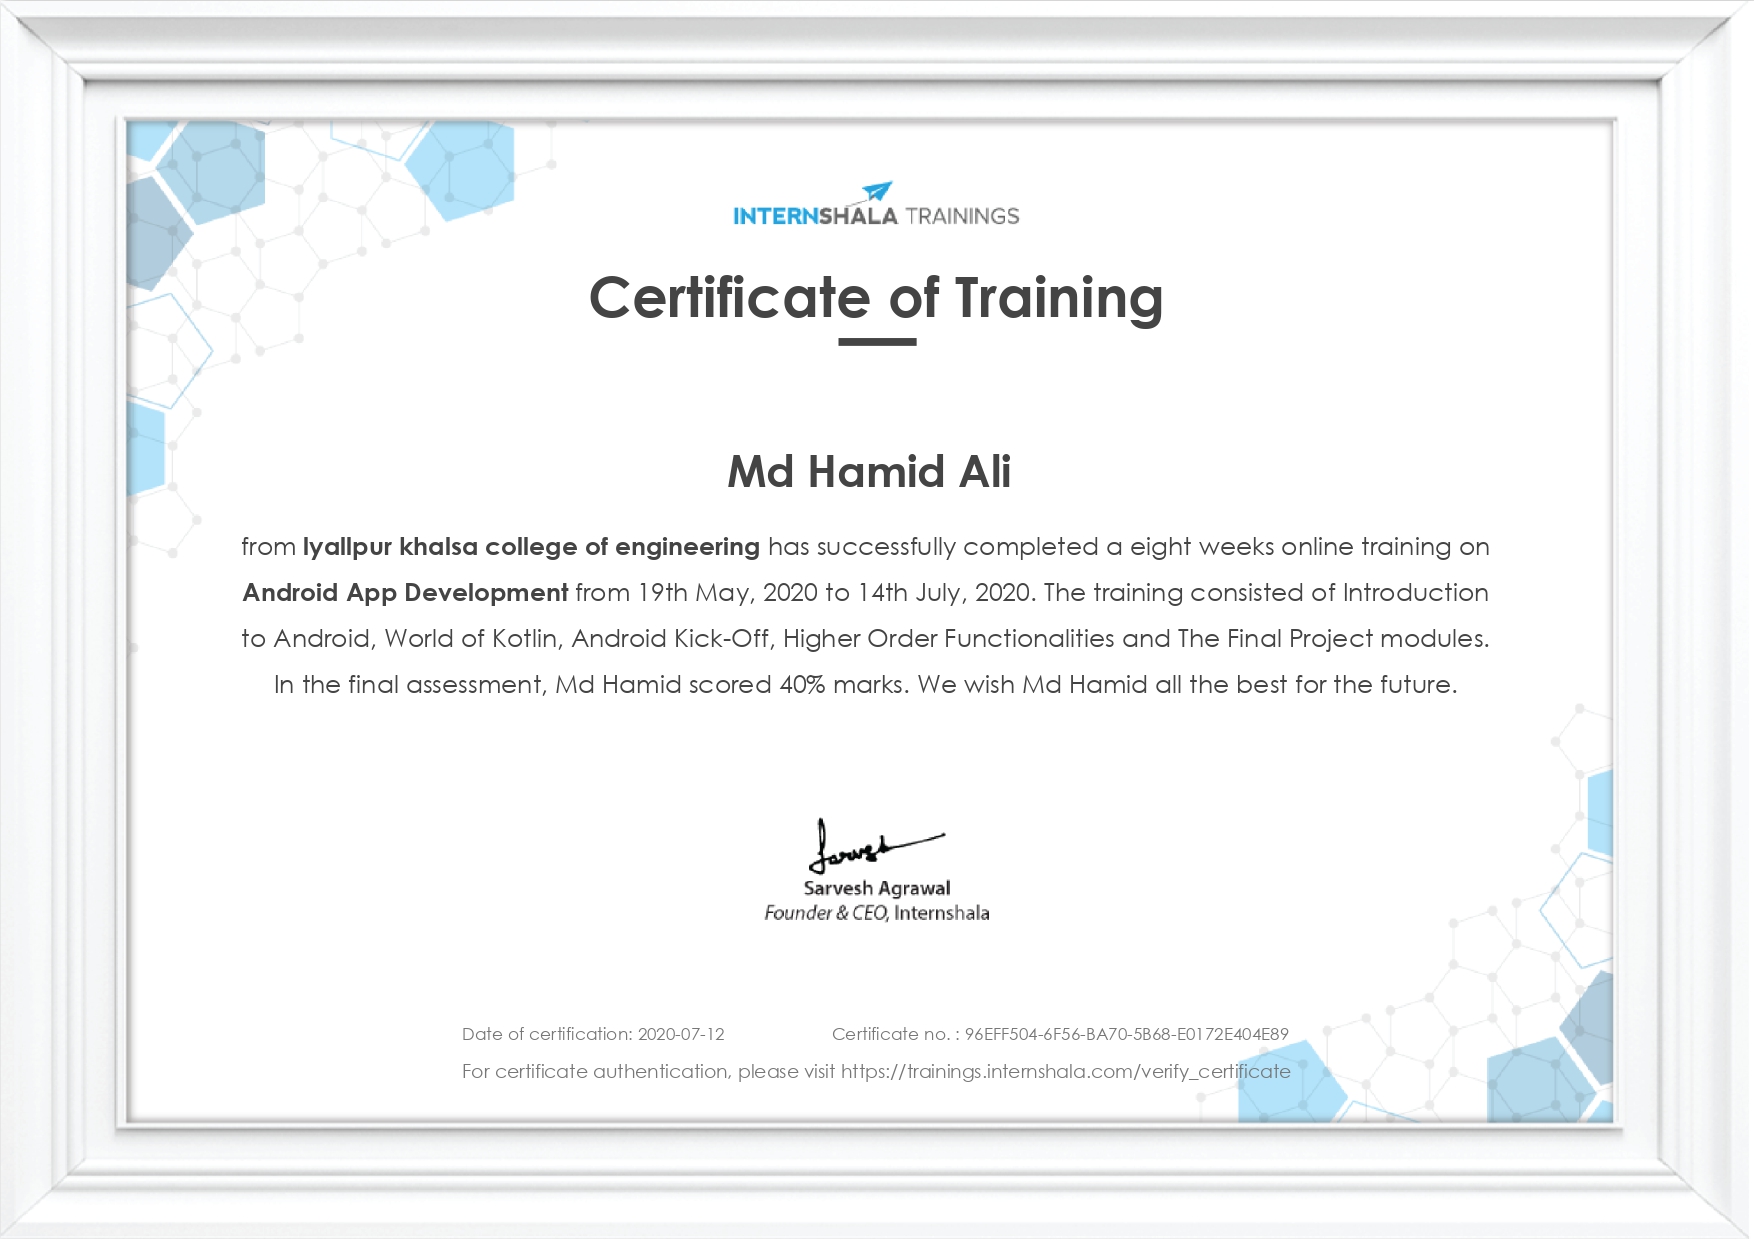 INTERNSHALA TRAININGS
Certificate of Training
Md Hamid Ali
from lyallpur khalsa college of engineering has successfully completed a eight weeks online training on
Android App Development from 19th May, 2020 to 14th July, 2020. The training consisted of Introduction
to Android, World of Kotlin, Android Kick-Off, Higher Order Functionalities and The Final Project modules.
In the final assessment, Md Hamid scored 40% marks. We wish Md Hamid all the best for the future.
Sarvesh
Sarvesh Agrawal
Founder & CEO, Internshala
Date of certification: 2020-07-12 Certificate no. : 96EFF504-6F56-BA70-5B68-E0172E404E89
For certificate authentication, please visit https://trainings.internshala.com/verify_certificate